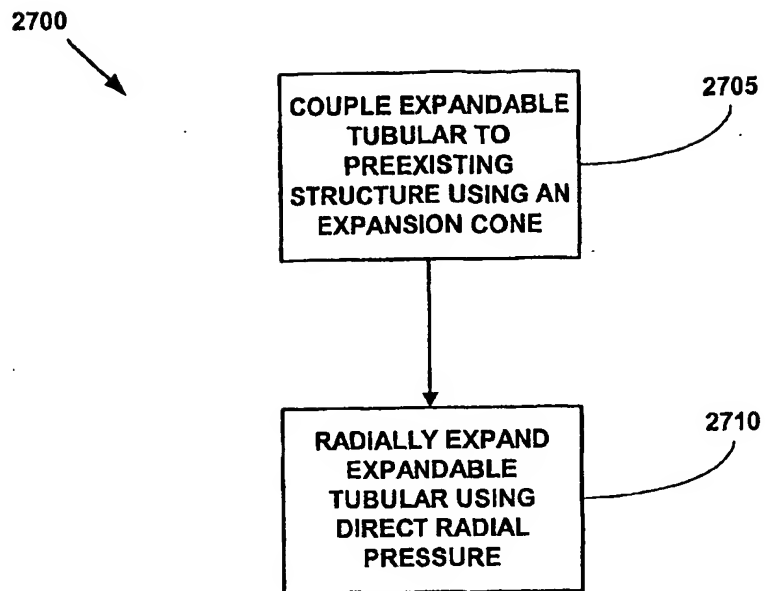 2700
2705
COUPLE EXPANDABLE
TUBULAR TO
PREEXISTING
STRUCTURE USING AN
EXPANSION CONE
2710
RADIALLY EXPAND
EXPANDABLE
TUBULAR USING
DIRECT RADIAL
PRESSURE